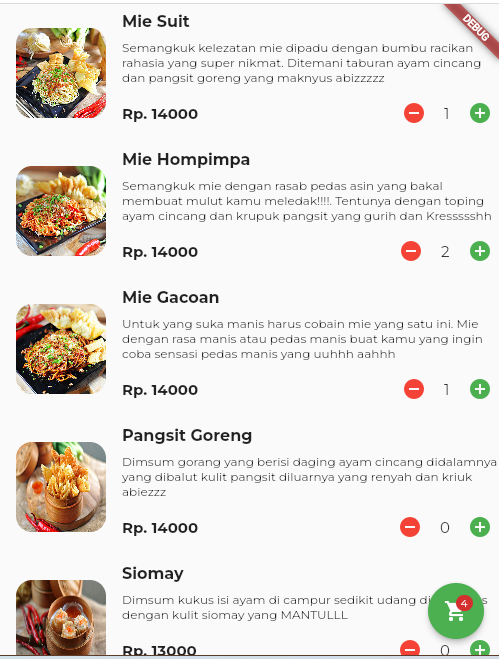 DEBUG
Mie Suit
Semangkuk kelezatan mie dipadu dengan bumbu racikan
rahasia yang super nikmat. Ditemani taburan ayam cincang
dan pangsit goreng yang maknyus abizzzzz
Rp. 14000 1
Mie Hompimpa
Semangkuk mie dengan rasab pedas asin yang bakal
membuat mulut kamu meledak!!!!. Tentunya dengan toping
ayam cincang dan krupuk pangsit yang gurih dan Kressssshh
Rp. 14000 2
Mie Gacoan
Untuk yang suka manis harus cobain mie yang satu ini. Mie
dengan rasa manis atau pedas manis buat kamu yang ingin
coba sensasi pedas manis yang uuhhh aahhh
Rp. 14000 1
Pangsit Goreng
Dimsum gorang yang berisi daging ayam cincang didalamnya
yang dibalut kulit pangsit diluarnya yang renyah dan kriuk
abiezzz
Rp. 14000 0
Siomay
Dimsum kukus isi ayam di campur sedikit udang
dengan kulit siomay yang MANTULLL
4
Rp. 13000 0